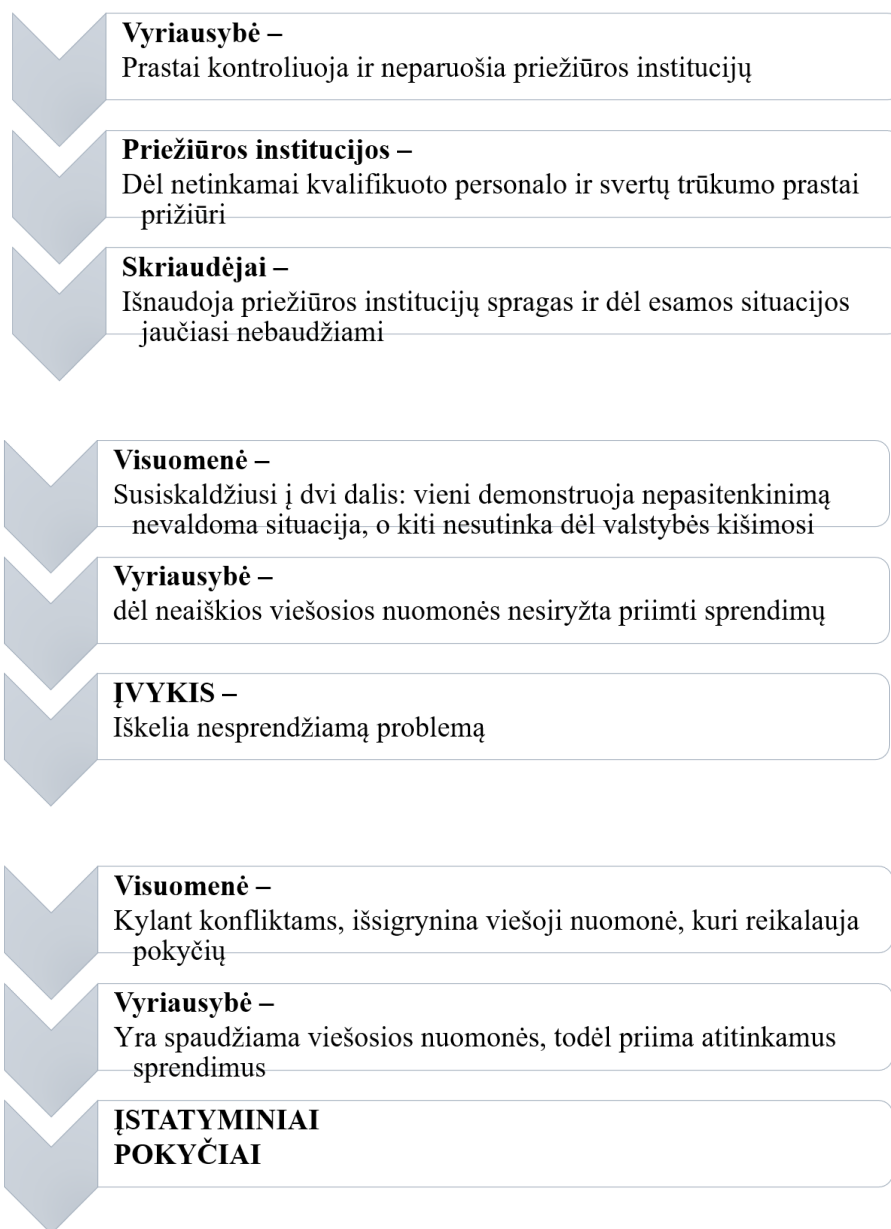 Vyriausybė –
Prastai kontroliuoja ir neparuošia priežiūros institucijų
Priežiūros institucijos –
Dėl netinkamai kvalifikuoto personalo ir svertų trūkumo prastai
prižiūri
Skriaudėjai –
Išnaudoja priežiūros institucijų spragas ir dėl esamos situacijos
jaučiasi nebaudžiami
Visuomenė –
Susiskaldžiusi į dvi dalis: vieni demonstruoja nepasitenkinimą
nevaldoma situacija, o kiti nesutinka dėl valstybės kišimosi
Vyriausybė –
dėl neaiškios viešosios nuomonės nesiryžta priimti sprendimų
ĮVYKIS –
Iškelia nesprendžiamą problemą
Visuomenė –
Kylant konfliktams, išsigrynina viešoji nuomonė, kuri reikalauja
pokyčių
Vyriausybė –
Yra spaudžiama viešosios nuomonės, todėl priima atitinkamus
sprendimus
ĮSTATYMINIAI
POKYČIAI